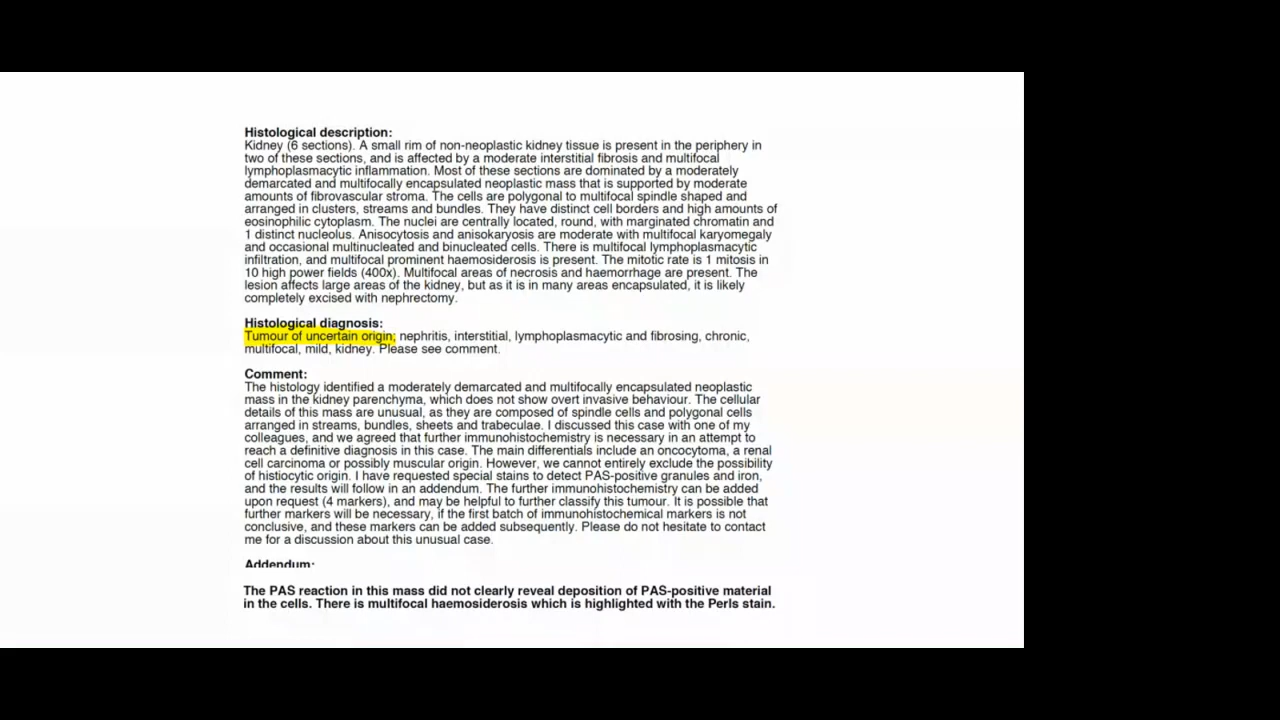 Histological description:
Kidney (6 sections). A small rim of non-neoplastic kidney tissue is present in the periphery in
two of these sections, and is affected by a moderate interstitial fibrosis and multifocal
lymphoplasmacytic inflammation. Most of these sections are dominated by a moderately
demarcated and multifocally encapsulated neoplastic mass that is supported by moderate
amounts of fibrovascular stroma. The cells are polygonal to multifocal spindle shaped and
arranged in clusters, streams and bundles. They have distinct cell borders and high amounts of
eosinophilic cytoplasm. The nuclei are centrally located, round, with marginated chromatin and
1 distinct nucleolus. Anisocytosis and anisokaryosis are moderate with multifocal karyomegaly
and occasional multinucleated and binucleated cells. There is multifocal lymphoplasmacytic
infiltration, and multifocal prominent haemosiderosis is present. The mitotic rate is 1 mitosis in
10 high power fields (400x). Multifocal areas of necrosis and haemorrhage are present. The
lesion affects large areas of the kidney, but as it is in many areas encapsulated, it is likely
completely excised with nephrectomy.
Histological diagnosis:
Tumour of uncertain origin; nephritis, interstitial, lymphoplasmacytic and fibrosing, chronic,
multifocal, mild, kidney. Please see comment.
Comment:
The histology identified a moderately demarcated and multifocally encapsulated neoplastic
mass in the kidney parenchyma, which does not show overt invasive behaviour. The cellular
details of this mass are unusual, as they are composed of spindle cells and polygonal cells
arranged in streams, bundles, sheets and trabeculae. I discussed this case with one of my
colleagues, and we agreed that further immunohistochemistry is necessary in an attempt to
reach a definitive diagnosis in this case. The main differentials include an oncocytoma, a renal
cell carcinoma or possibly muscular origin. However, we cannot entirely exclude the possibility
of histiocytic origin. I have requested special stains to detect PAS-positive granules and iron,
and the results will follow in an addendum. The further immunohistochemistry can be added
upon request (4 markers), and may be helpful to further classify this tumour. It is possible that
further markers will be necessary, if the first batch of immunohistochemical markers is not
conclusive, and these markers can be added subsequently. Please do not hesitate to contact
me for a discussion about this unusual case.
Addendum:
The PAS reaction in this mass did not clearly reveal deposition of PAS-positive material
in the cells. There is multifocal haemosiderosis which is highlighted with the Perls stain.